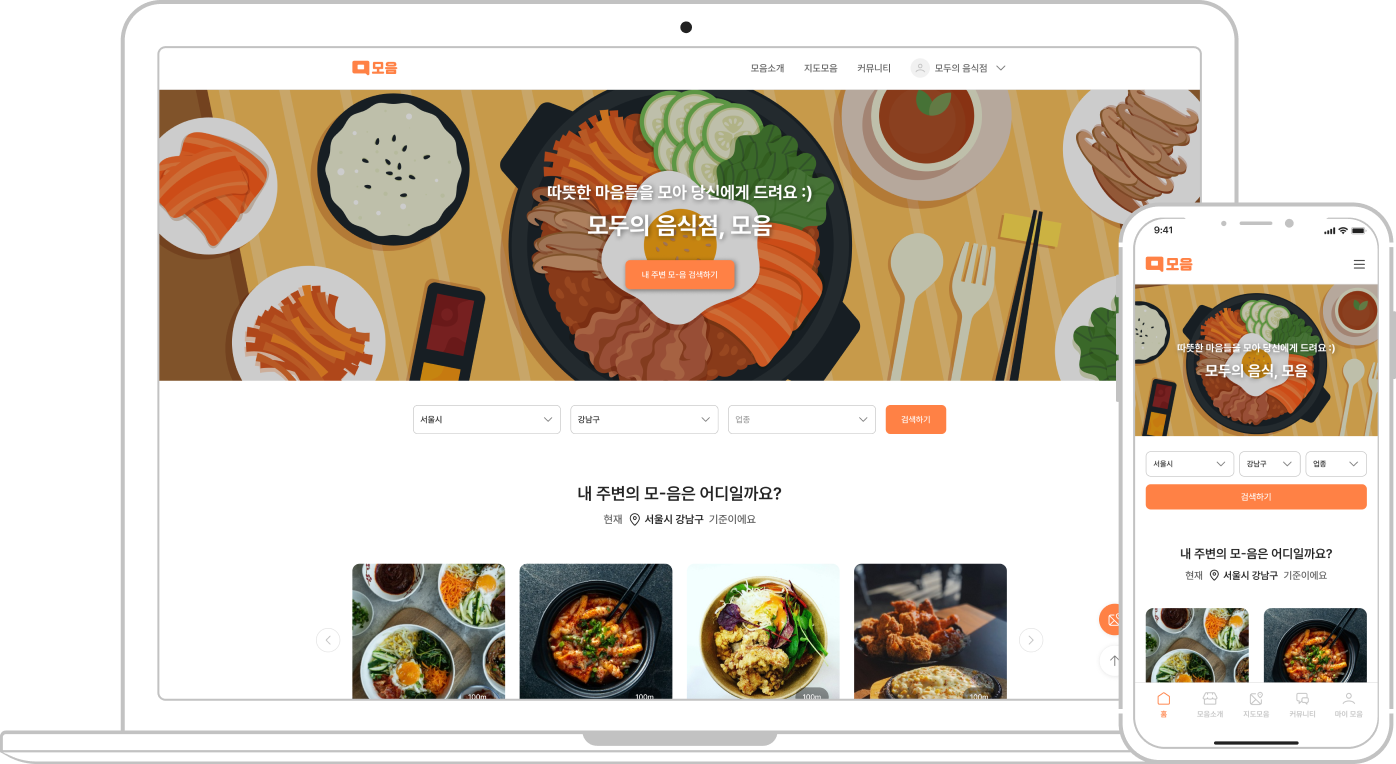 모음
모음소개 지도모음 커뮤니티 모두의 음식점
따뜻한 마음들을 모아 당신에게 드려요 :)
모두의 음식점, 모음
내 주변 모-음 검색하기
서울시 강남구 업종 검색하기
내 주변의 모-음은 어디일까요?
현재 서울시 강남구 기준이에요
100m 100m 100m
9:41
모음
따뜻한 마음들을 모아 당신에게 드려요 :)
모두의 음식, 모음
서울시 강남구 업종
검색하기
내 주변의 모-음은 어디일까요?
현재 서울시 강남구 기준이에요
홈 모음소개 지도모음 커뮤니티 마이 모음